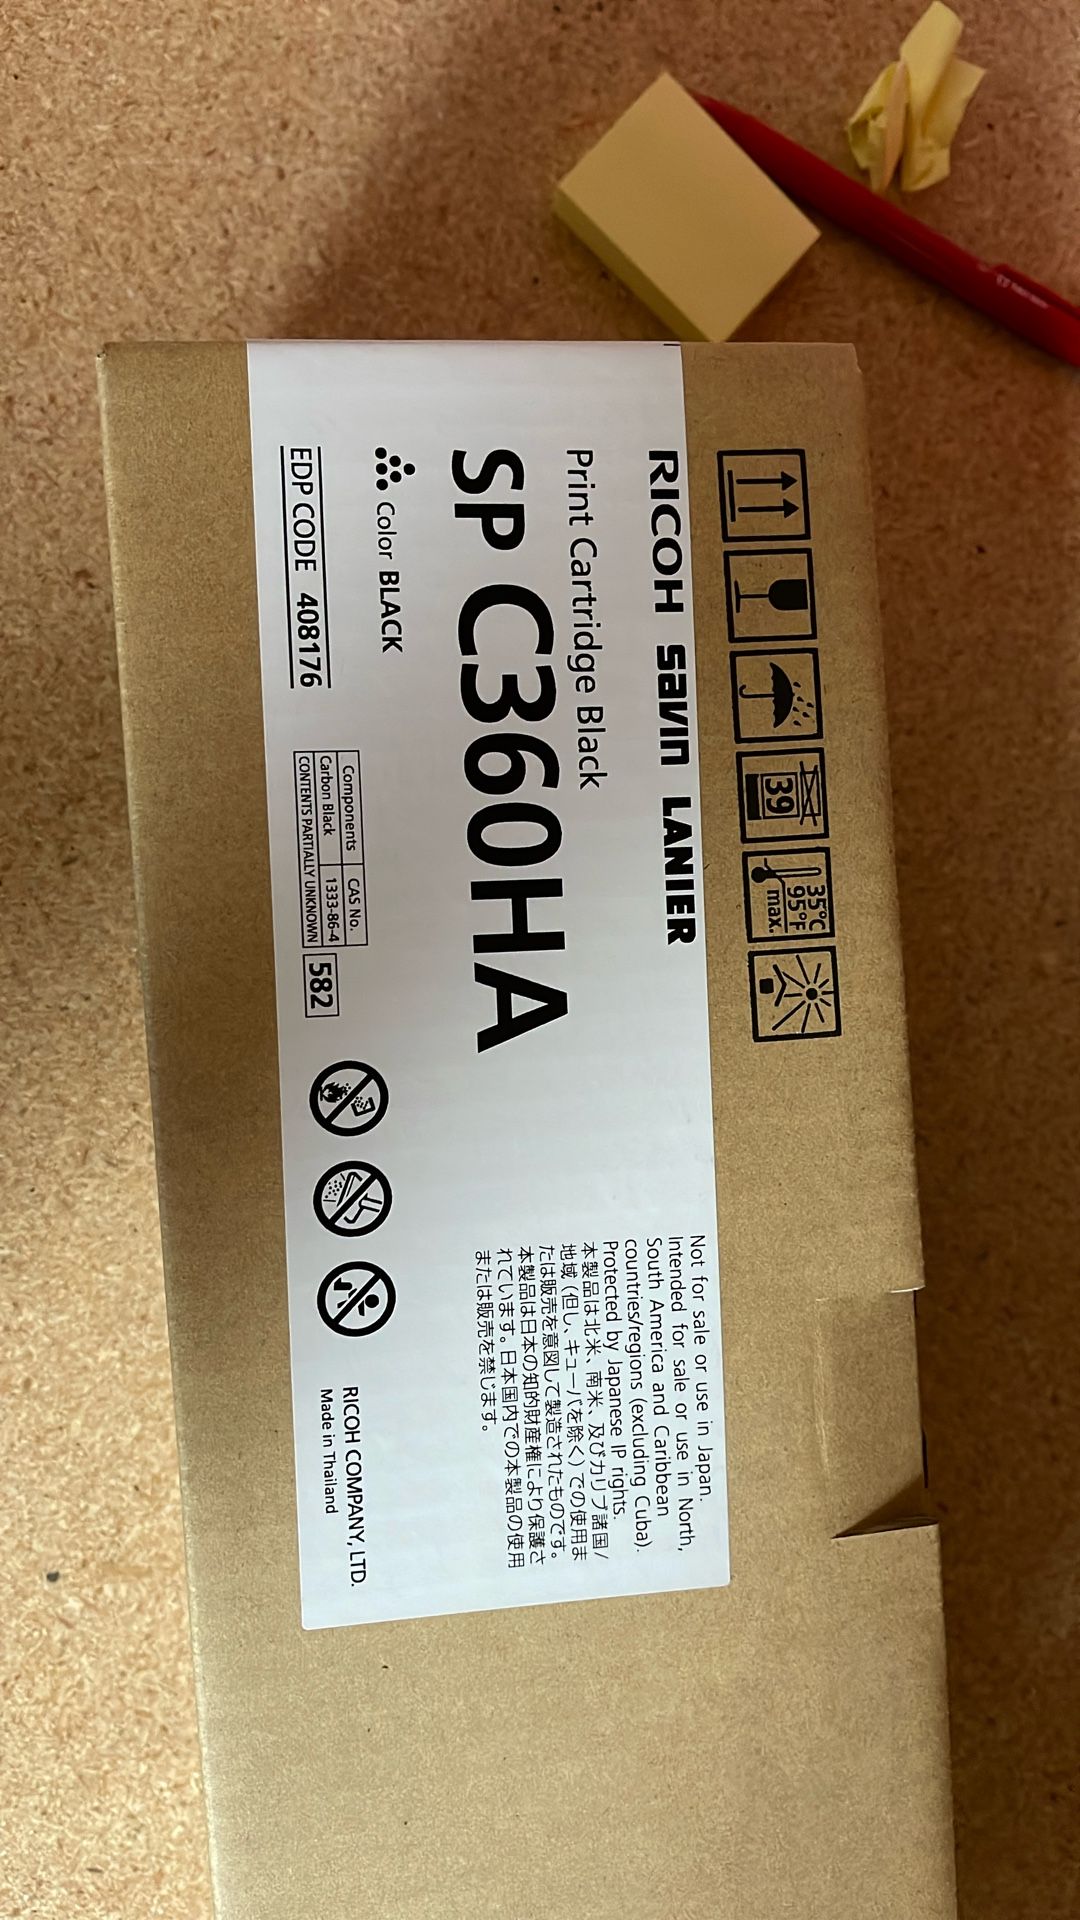 39
35°C
95°F
max.
RICOH savin LANIER
Print Cartridge Black
SP C360HA
Color BLACK
EDP CODE 408176
Components CAS No.
Carbon Black 1333-86-4
CONTENTS PARTIALLY UNKNOWN
582
Not for sale or use in Japan.
Intended for sale or use in North,
South America and Caribbean
countries/regions (excluding Cuba).
Protected by Japanese IP rights.
本製品は北米、南米、及びカリブ諸国/
地域(但し、キューバを除く)での使用ま
たは販売を意図して製造されたものです。
本製品は日本の知的財産権により保護さ
れています。日本国内での本製品の使用
または販売を禁じます。
RICOH COMPANY, LTD.
Made in Thailand